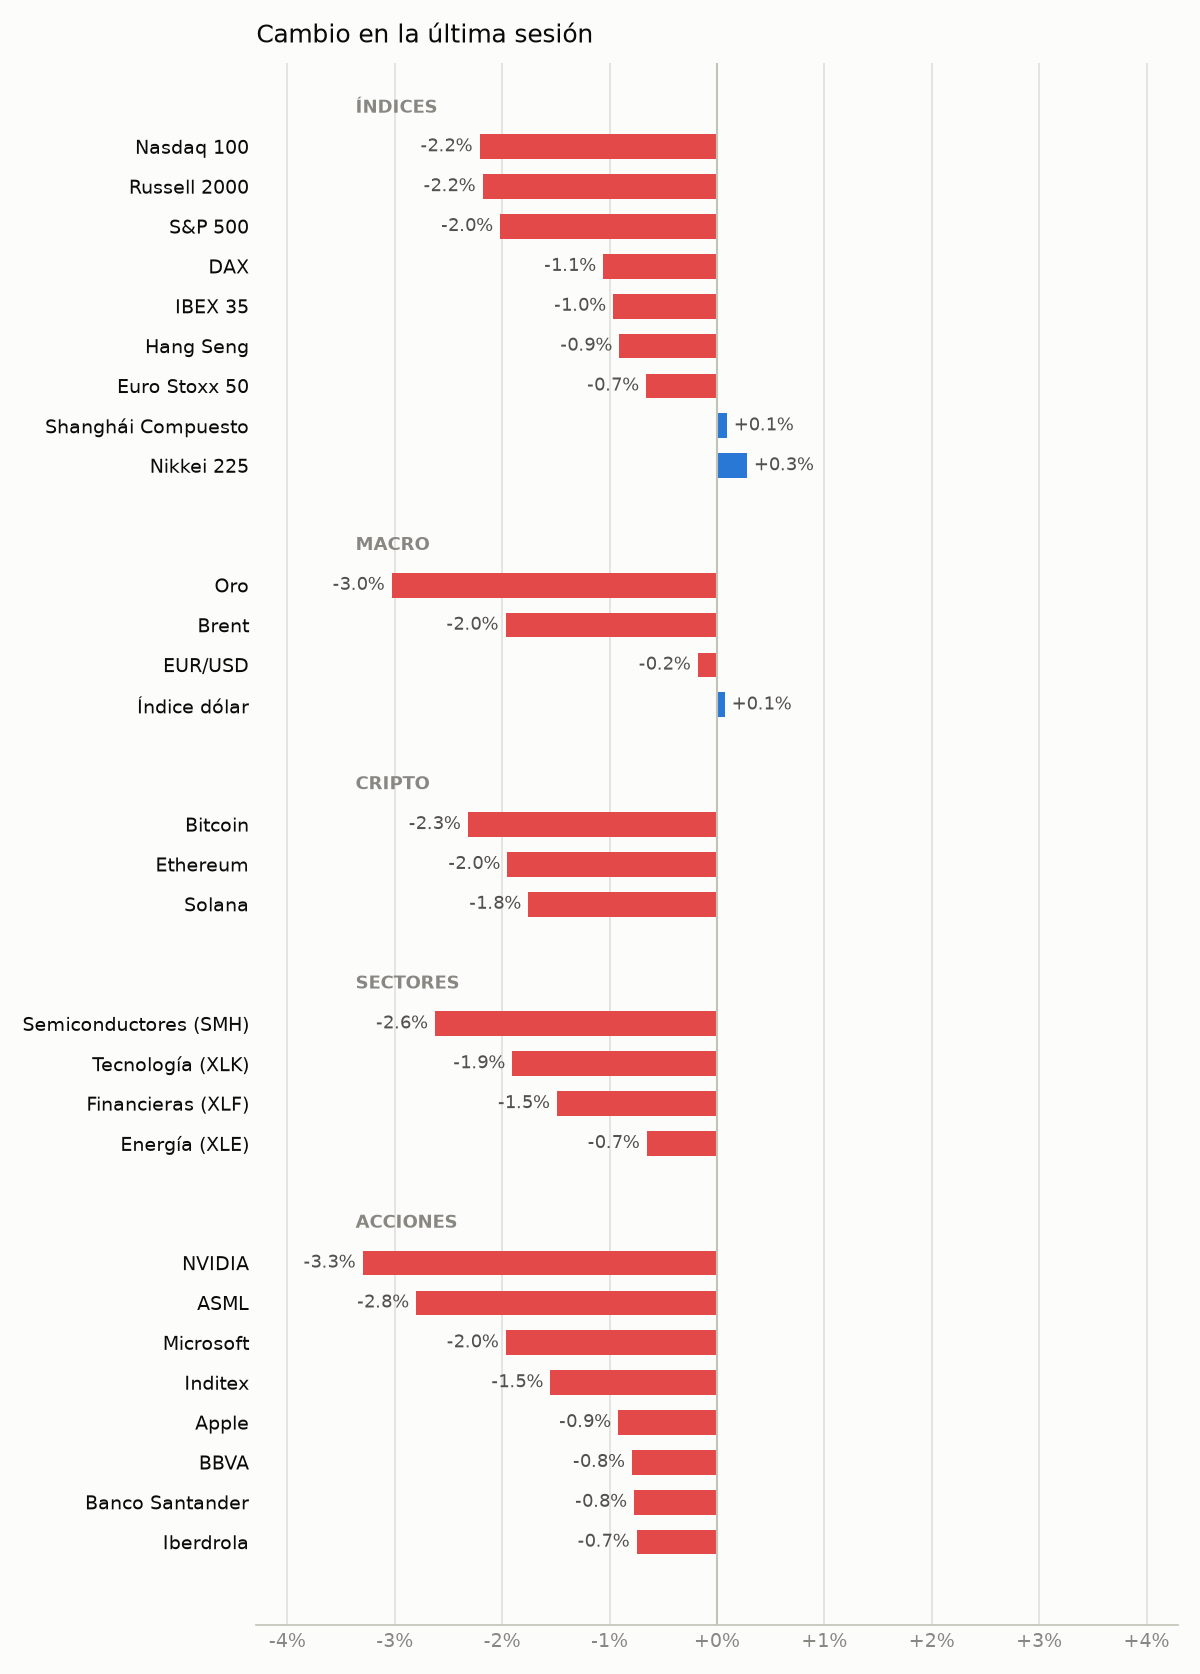 Cambio en la última sesión
ÍNDICES
Nasdaq 100 -2.2%
Russell 2000 -2.2%
S&P 500 -2.0%
DAX -1.1%
IBEX 35 -1.0%
Hang Seng -0.9%
Euro Stoxx 50 -0.7%
Shanghái Compuesto +0.1%
Nikkei 225 +0.3%
MACRO
Oro -3.0%
Brent -2.0%
EUR/USD -0.2%
Índice dólar +0.1%
CRIPTO
Bitcoin -2.3%
Ethereum -2.0%
Solana -1.8%
SECTORES
Semiconductores (SMH) -2.6%
Tecnología (XLK) -1.9%
Financieras (XLF) -1.5%
Energía (XLE) -0.7%
ACCIONES
NVIDIA -3.3%
ASML -2.8%
Microsoft -2.0%
Inditex -1.5%
Apple -0.9%
BBVA -0.8%
Banco Santander -0.8%
Iberdrola -0.7%
-4% -3% -2% -1% +0% +1% +2% +3% +4%